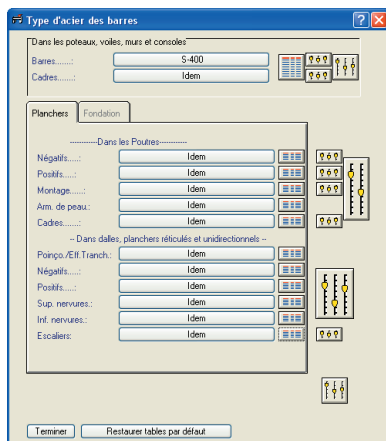 Type d'acier des barres
Dans les poteaux, voiles, murs et consoles
Barres.......: S-400
Cadres.......: Idem
Planchers Fondation
-----------Dans les Poutres-----------
Négatifs.....: Idem
Positifs.....: Idem
Montage.....: Idem
Arm. de peau.: Idem
Cadres.......: Idem
-- Dans dalles, planchers réticulés et unidirectionnels --
Poinço./Eff.Tranch.: Idem
Négatifs.....: Idem
Positifs.....: Idem
Sup. nervures.: Idem
Inf. nervures.: Idem
Escaliers: Idem
Terminer Restaurer tables par défaut